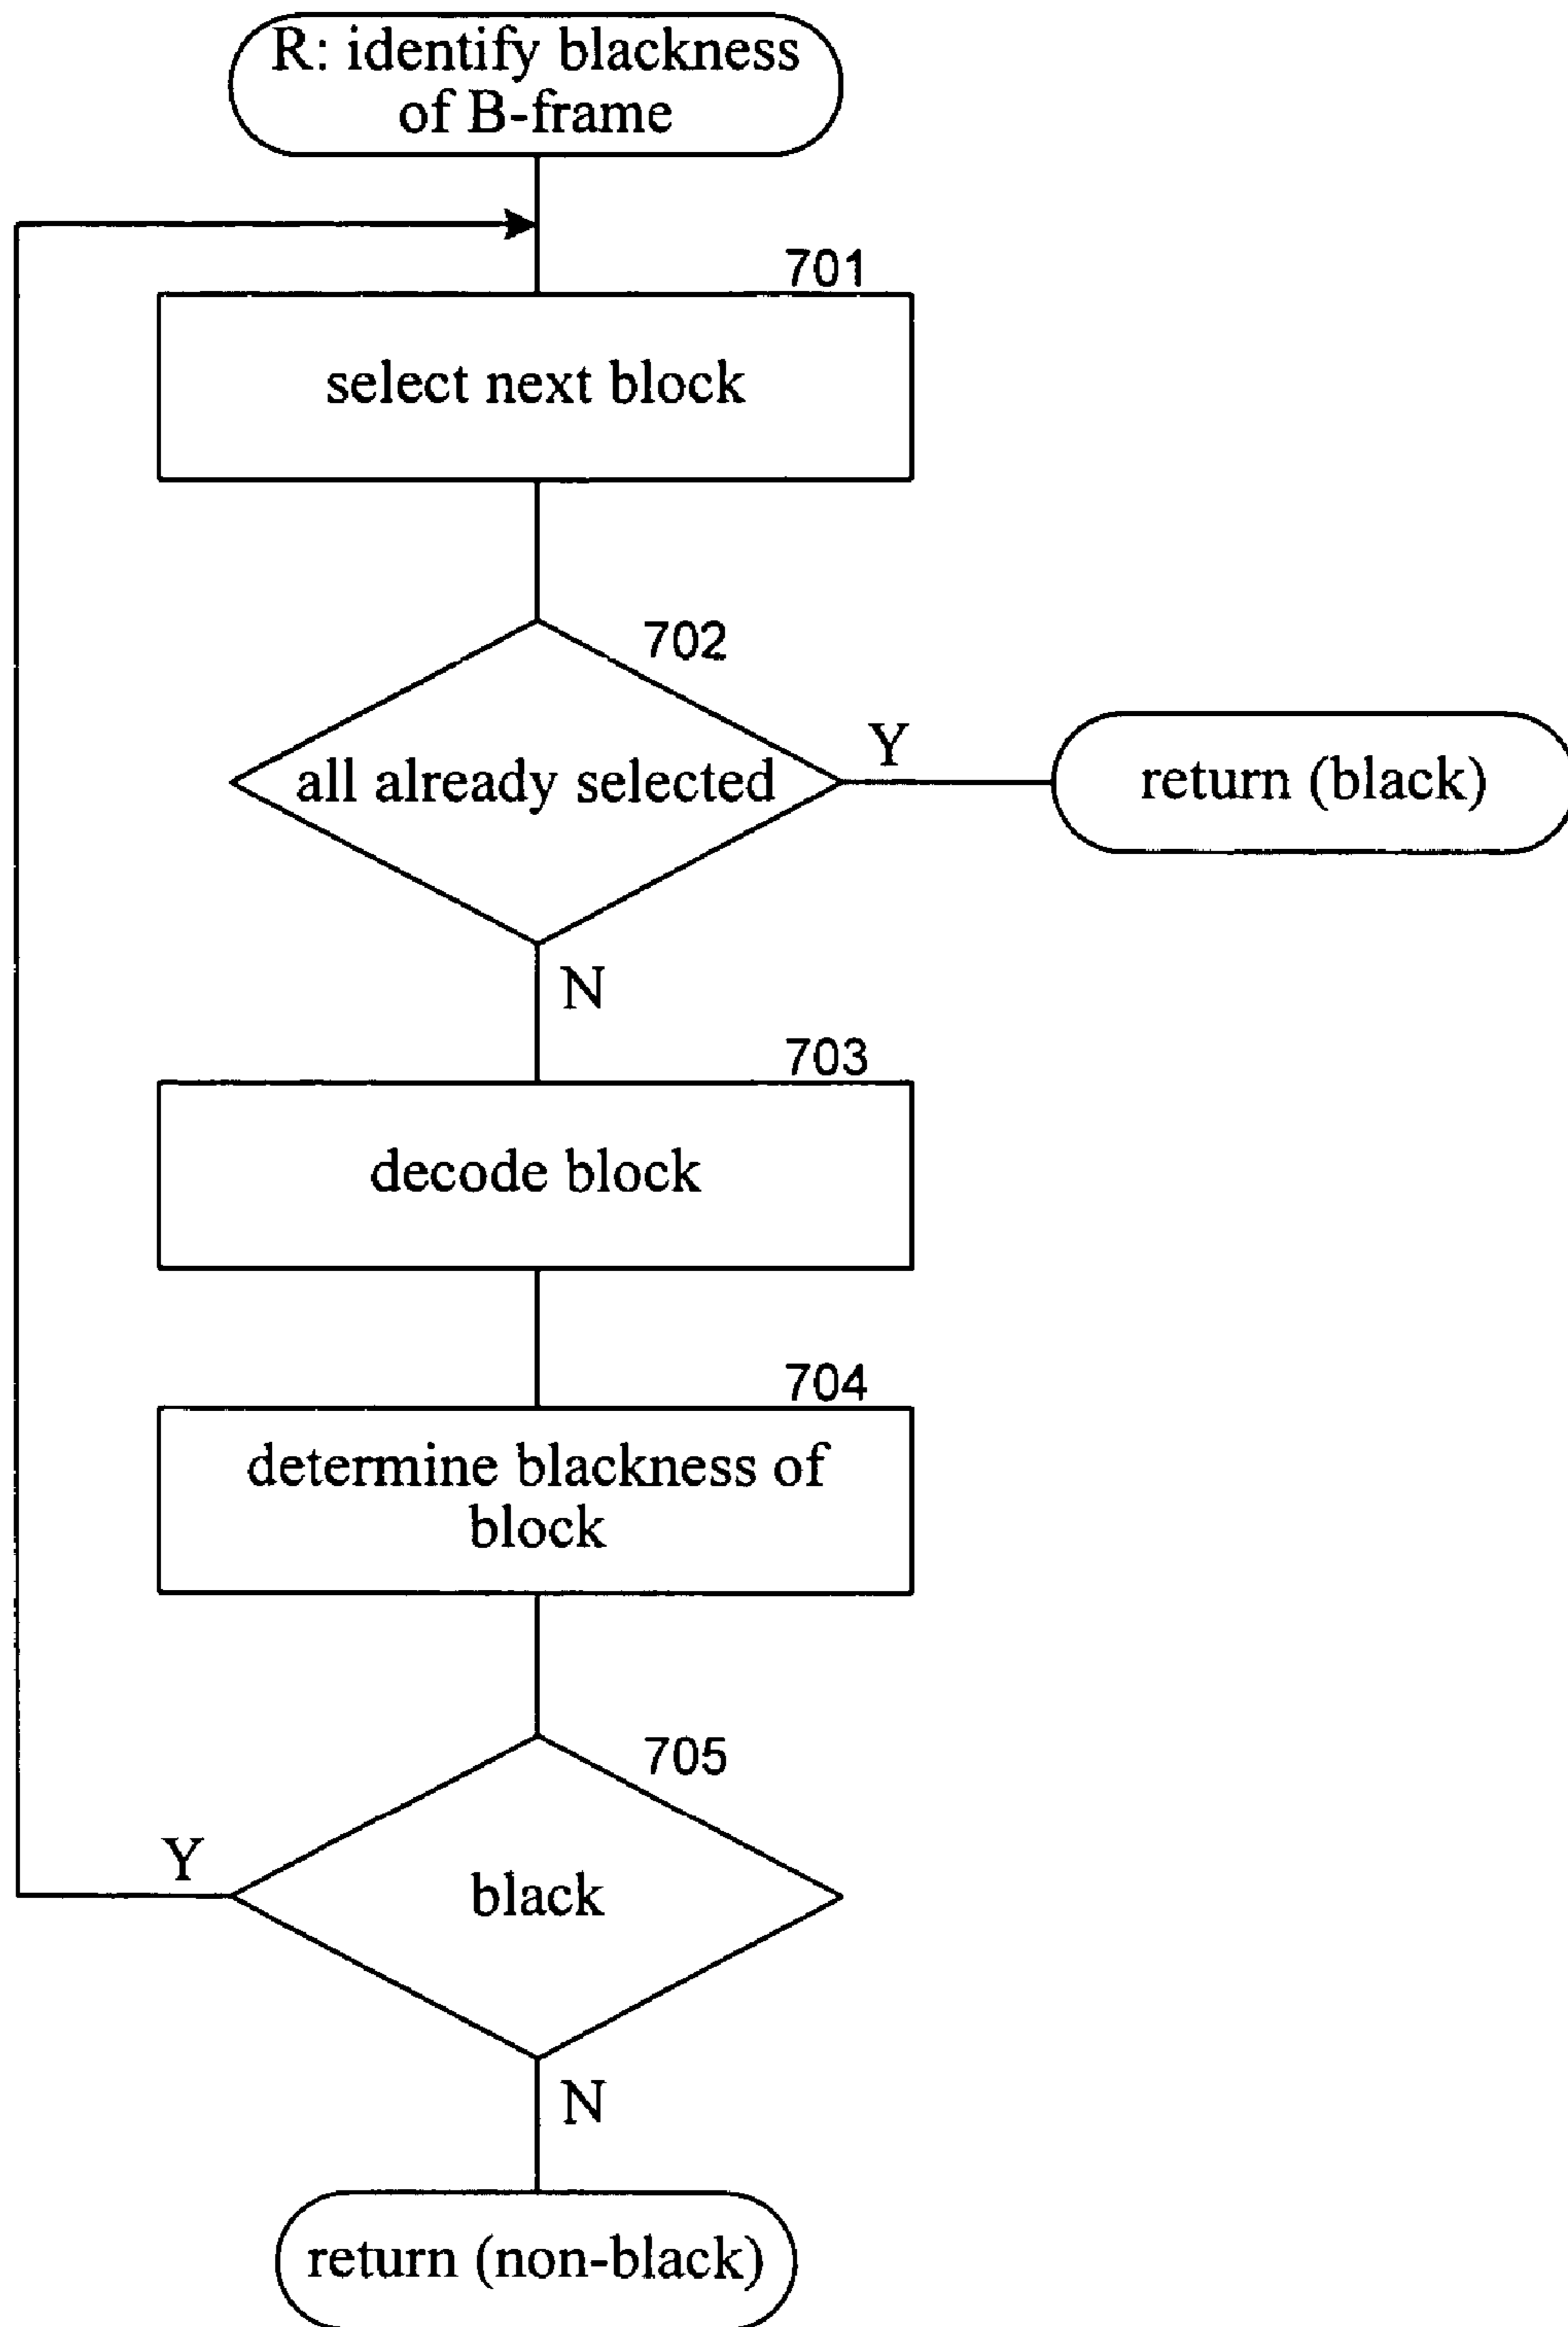 R: identify blackness
of B-frame
701
select next block
702
all already selected
Y
return (black)
N
703
decode block
704
determine blackness of
block
705
Y
black
N
return (non-black)